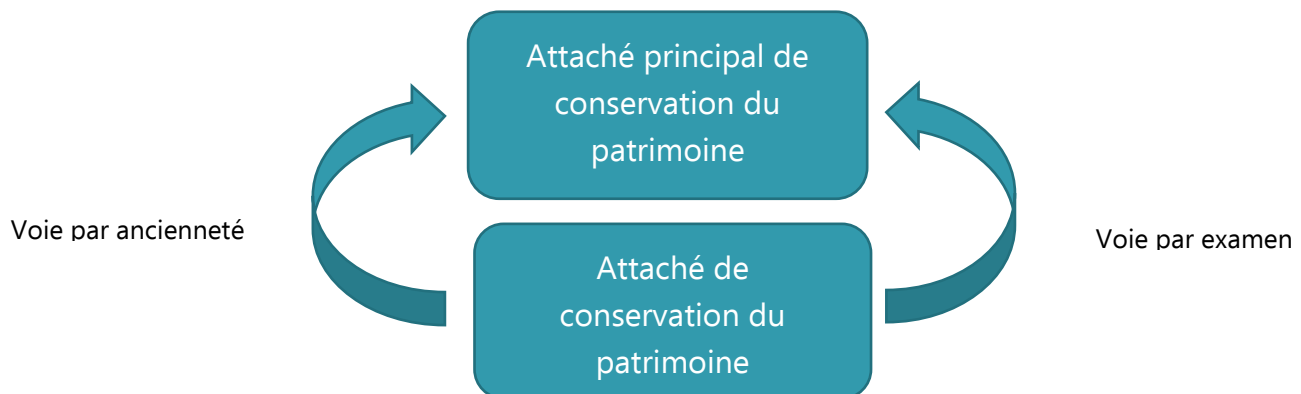 Attaché principal de
conservation du
patrimoine
Voie par ancienneté
Voie par examen
Attaché de
conservation du
patrimoine